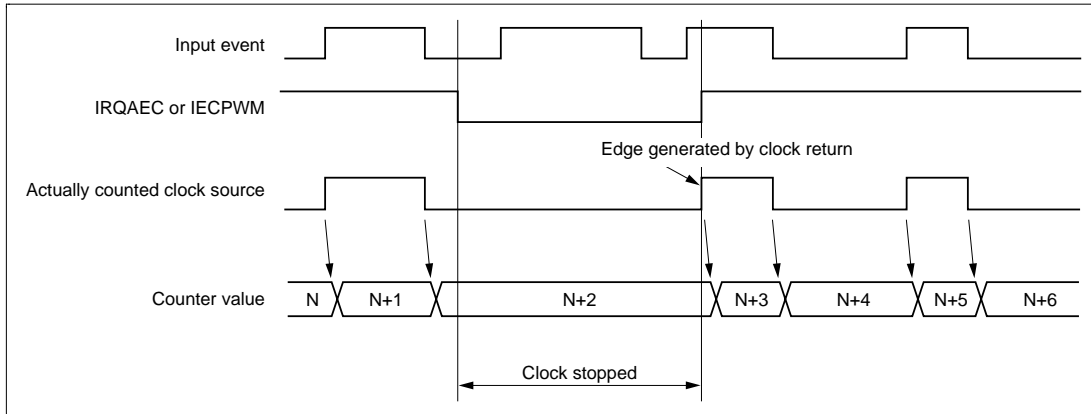 Input event
IRQAEC or IECPWM
Edge generated by clock return
Actually counted clock source
Counter value N N+1 N+2 N+3 N+4 N+5 N+6
Clock stopped